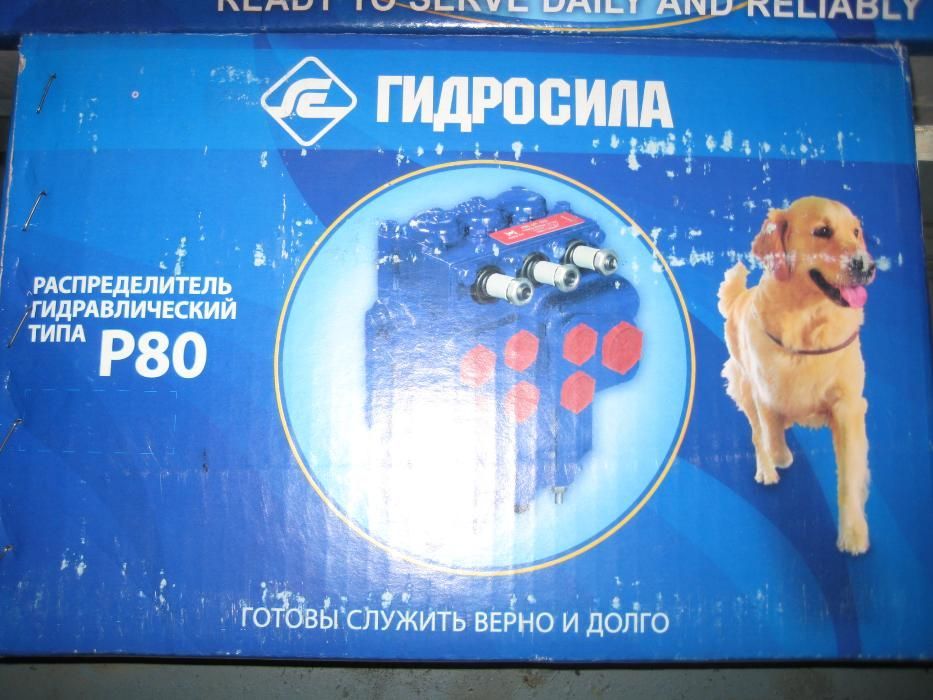 READY TO SERVE DAILY AND RELIABLY
ГИДРОСИЛА
РАСПРЕДЕЛИТЕЛЬ
ГИДРАВЛИЧЕСКИЙ
ТИПА Р80
ГОТОВЫ СЛУЖИТЬ ВЕРНО И ДОЛГО